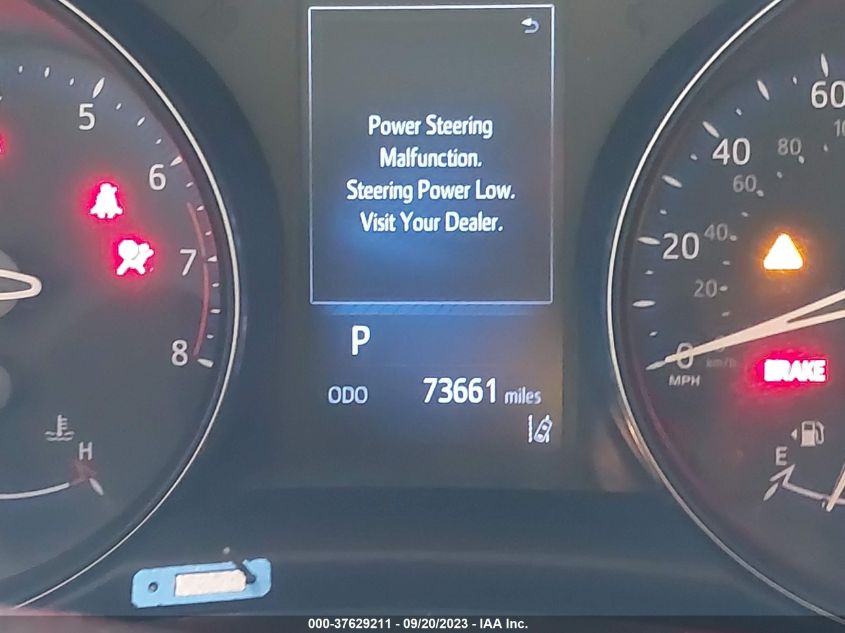 Power Steering
Malfunction.
Steering Power Low.
Visit Your Dealer.
P
ODO 73661 miles
5
6
7
8
H
60
40
80
60
20
40
20
0
km/h
MPH
BRAKE
E
000-37629211 - 09/20/2023 - IAA Inc.